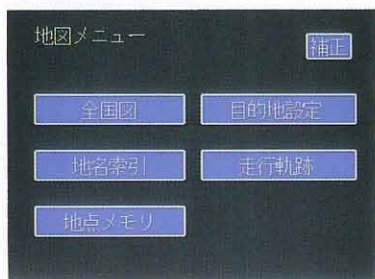 地図メニュー
補正
全国図
目的地設定
地名索引
走行軌跡
地点メモリ